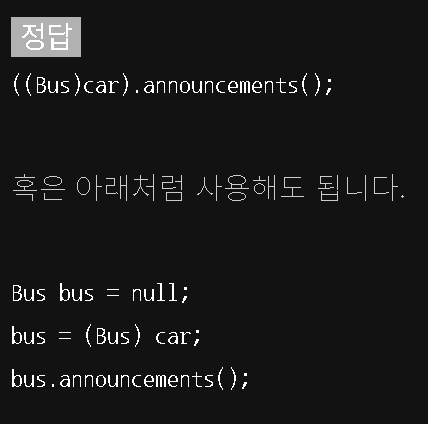 정답
((Bus)car).announcements();
혹은 아래처럼 사용해도 됩니다.
Bus bus = null;
bus = (Bus) car;
bus.announcements();